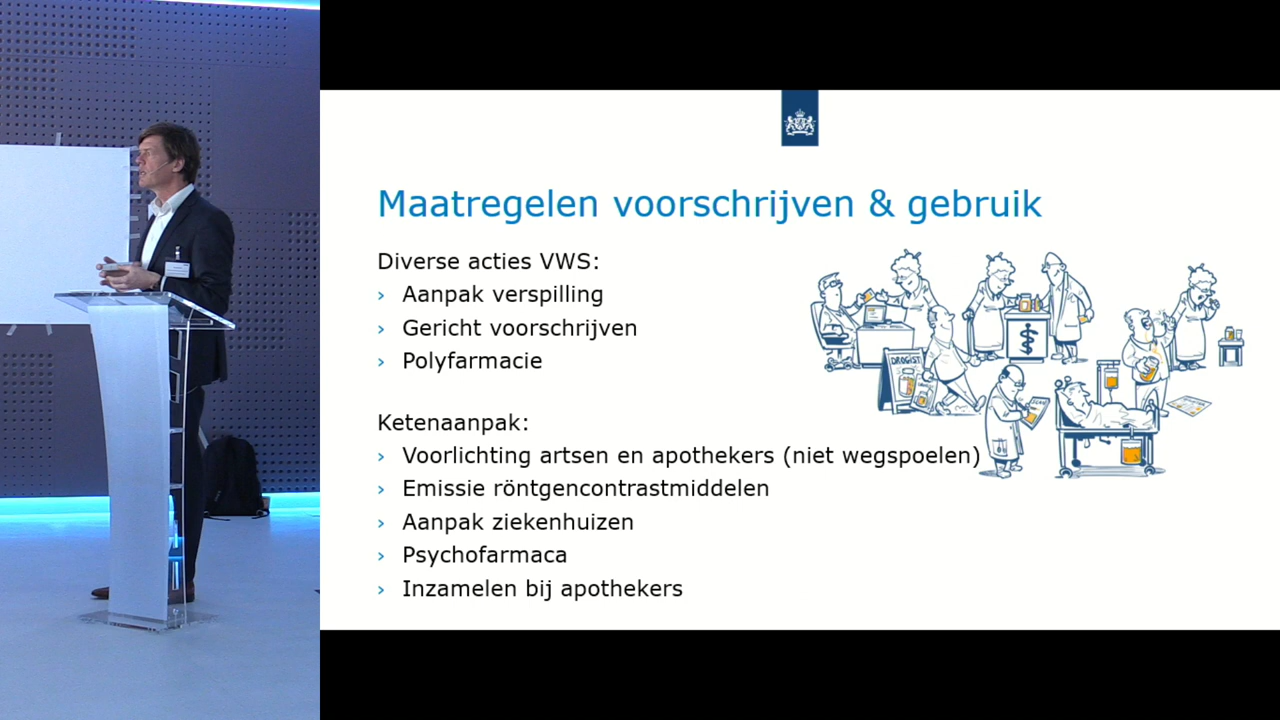 Maatregelen voorschrijven & gebruik
Diverse acties VWS:
› Aanpak verspilling
› Gericht voorschrijven
› Polyfarmacie
Ketenaanpak:
› Voorlichting artsen en apothekers (niet wegspoelen)
› Emissie röntgencontrastmiddelen
› Aanpak ziekenhuizen
› Psychofarmaca
› Inzamelen bij apothekers
DROGIST